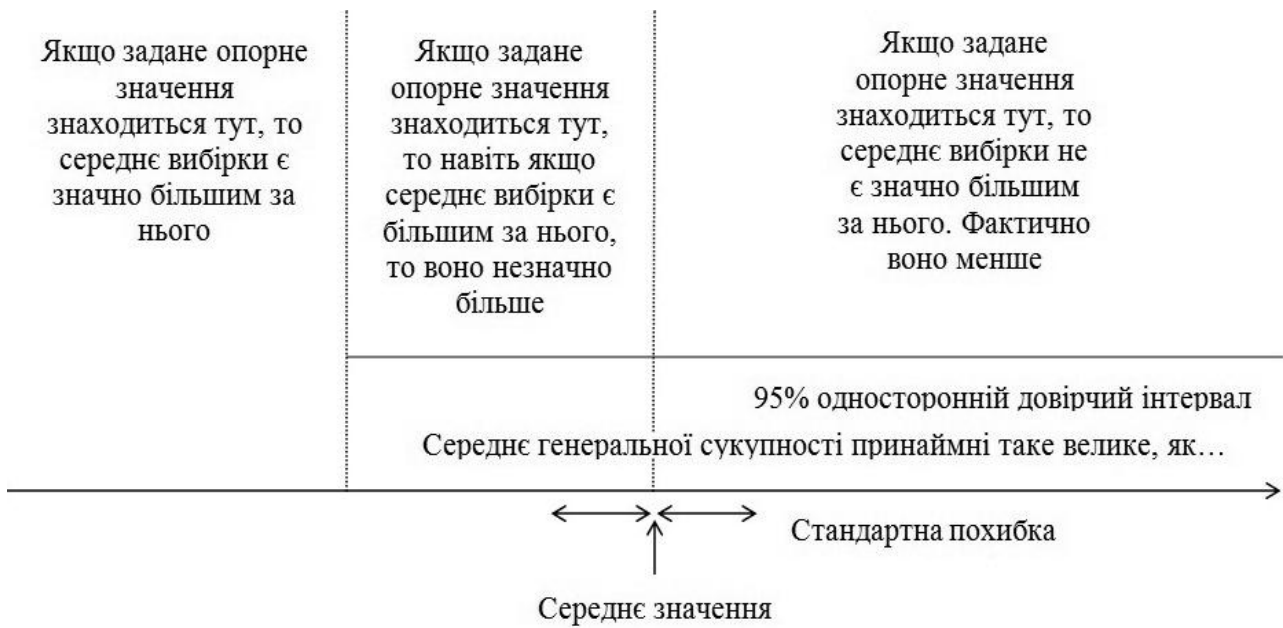 Якщо задане опорне
значення
знаходиться тут, то
середнє вибірки є
значно більшим за
нього
Якщо задане
опорне значення
знаходиться тут,
то навіть якщо
середнє вибірки є
більшим за нього,
то воно незначно
більше
Якщо задане
опорне значення
знаходиться тут, то
середнє вибірки не
є значно більшим
за нього. Фактично
воно менше
95% односторонній довірчий інтервал
Середнє генеральної сукупності принаймні таке велике, як…
Стандартна похибка
Середнє значення